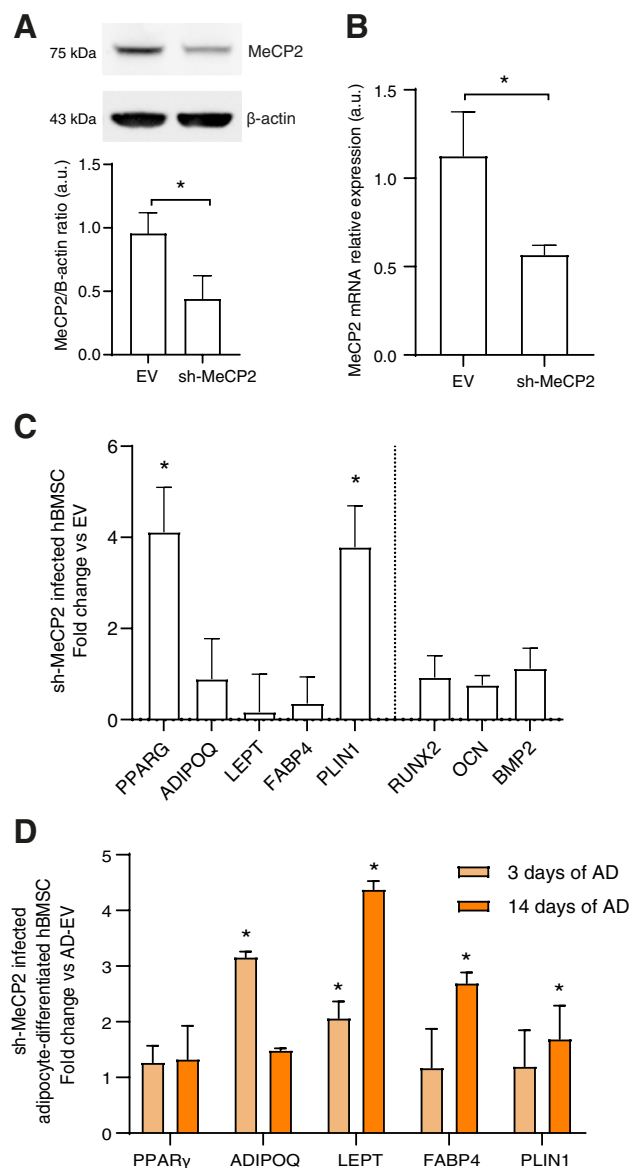 A
75 kDa
MeCP2
43 kDa
β-actin
MeCP2/B-actin ratio (a.u.)
1.5
1.0
0.5
0.0
*
EV
sh-MeCP2
B
MeCP2 mRNA relative expression (a.u.)
1.5
1.0
0.5
0.0
*
EV
sh-MeCP2
C
sh-MeCP2 infected hBMSC
Fold change vs EV
6
4
2
0
*
*
PPARG
ADIPOQ
LEPT
FABP4
PLIN1
RUNX2
OCN
BMP2
D
sh-MeCP2 infected
adipocyte-differentiated hBMSC
Fold change vs AD-EV
5
4
3
2
1
0
*
*
*
*
*
3 days of AD
14 days of AD
PPARγ
ADIPOQ
LEPT
FABP4
PLIN1